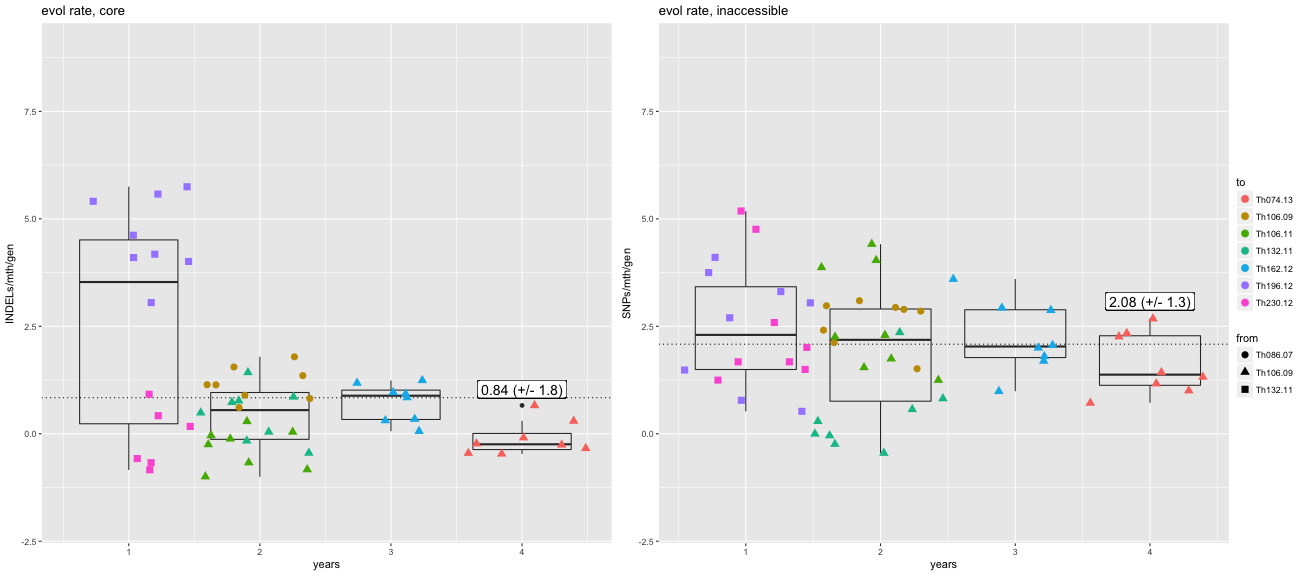 evol rate, core
INDELs/mth/gen
7.5
5.0
2.5
0.0
-2.5
0.84 (+/- 1.8)
1 2 3 4
years
evol rate, inaccessible
SNPs/mth/gen
7.5
5.0
2.5
0.0
-2.5
2.08 (+/- 1.3)
1 2 3 4
years
to
Th074.13
Th106.09
Th106.11
Th132.11
Th162.12
Th196.12
Th230.12
from
Th086.07
Th106.09
Th132.11